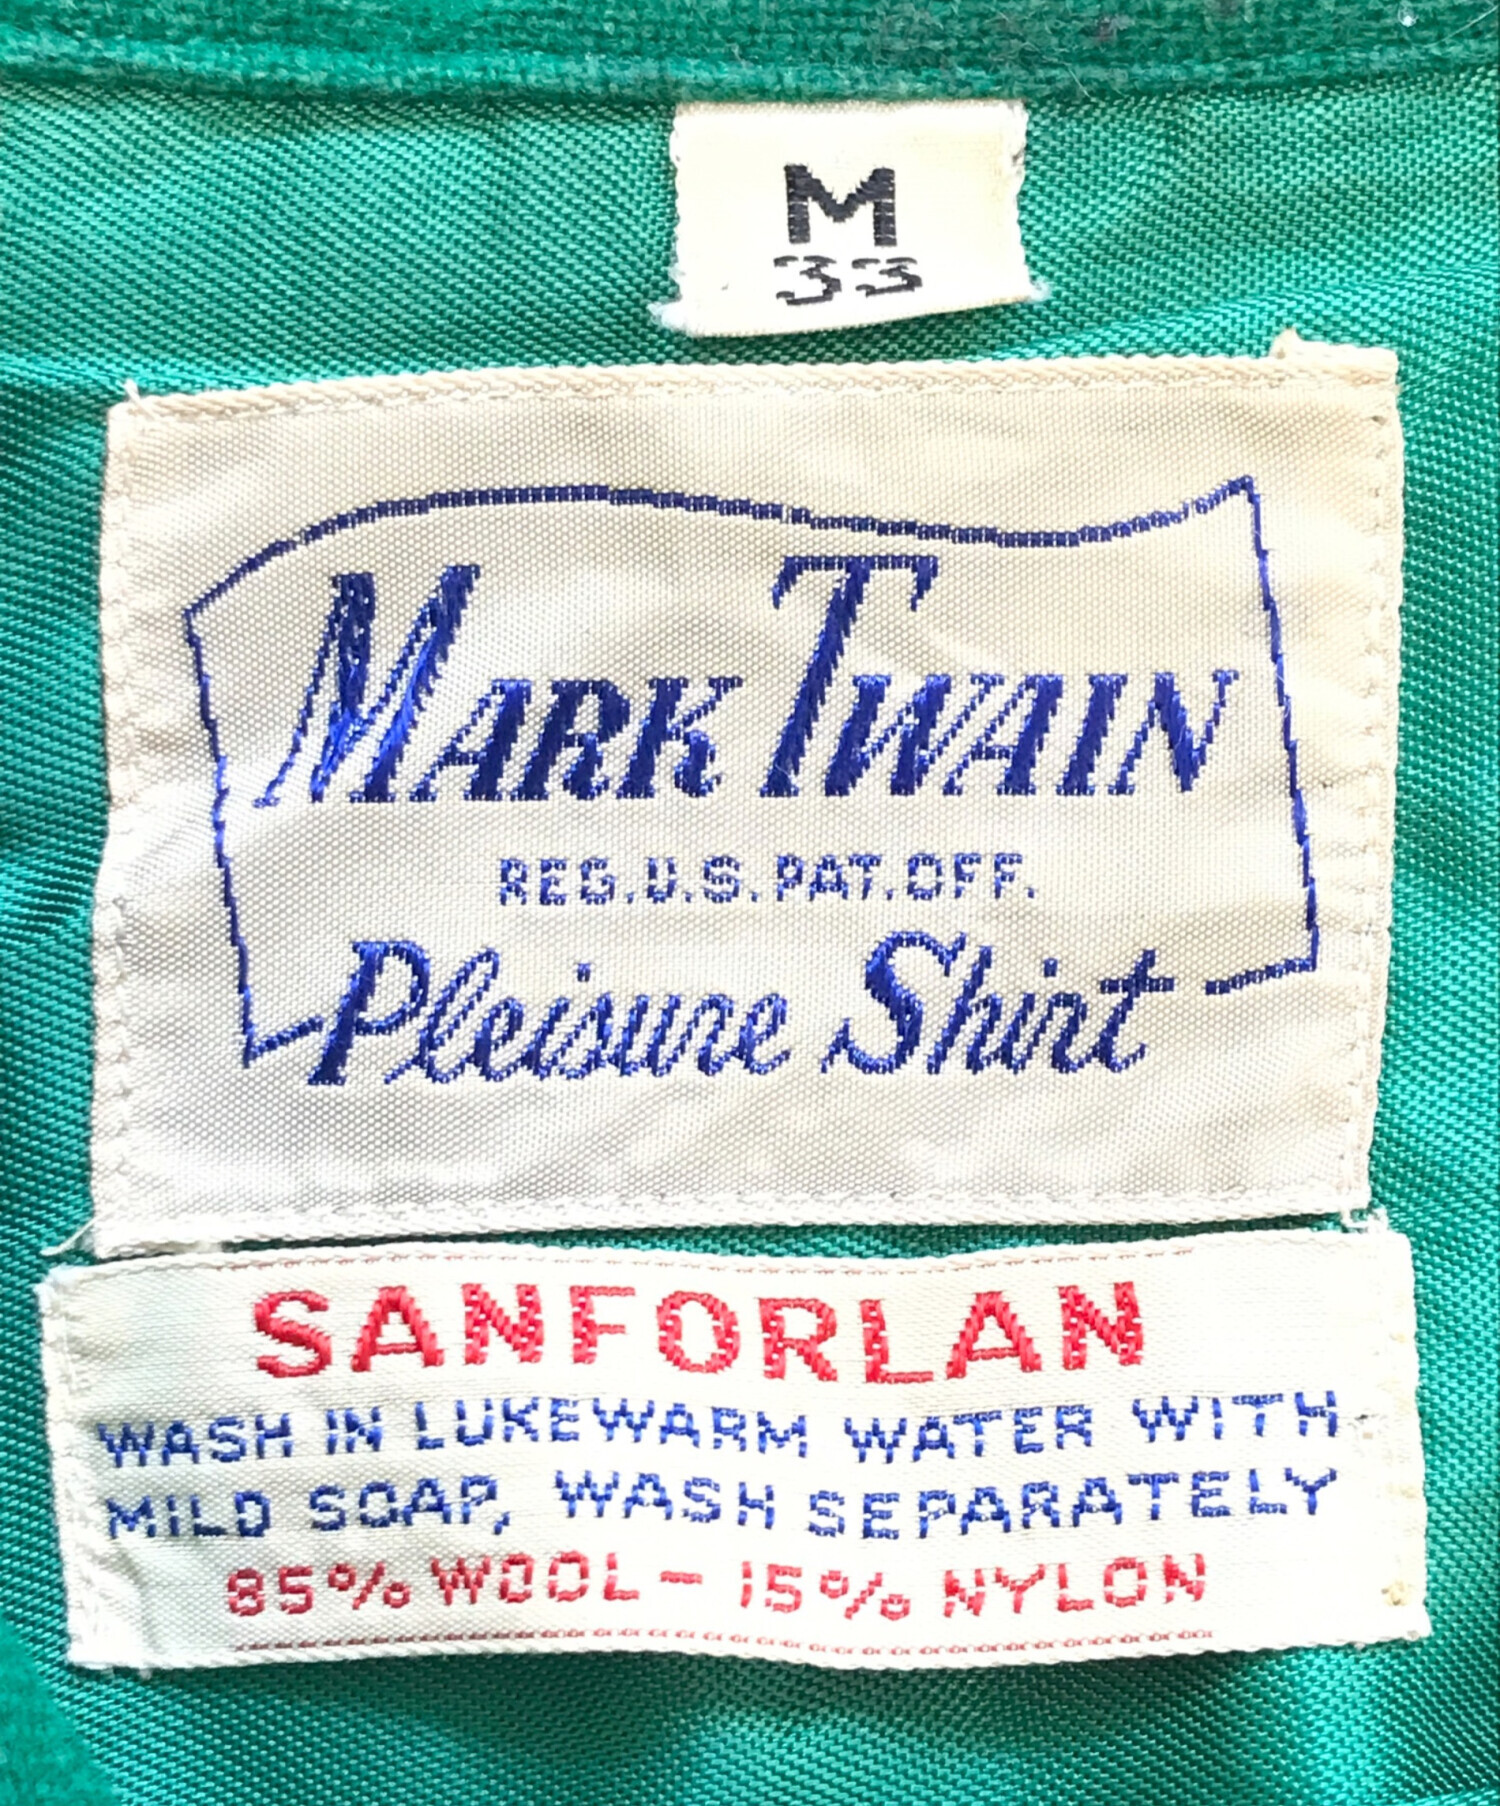 M
33
MARK TWAIN
REG.U.S.PAT.OFF.
Pleisure Shirt
SANFORLAN
WASH IN LUKEWARM WATER WITH
MILD SOAP, WASH SEPARATELY
85% WOOL - 15% NYLON